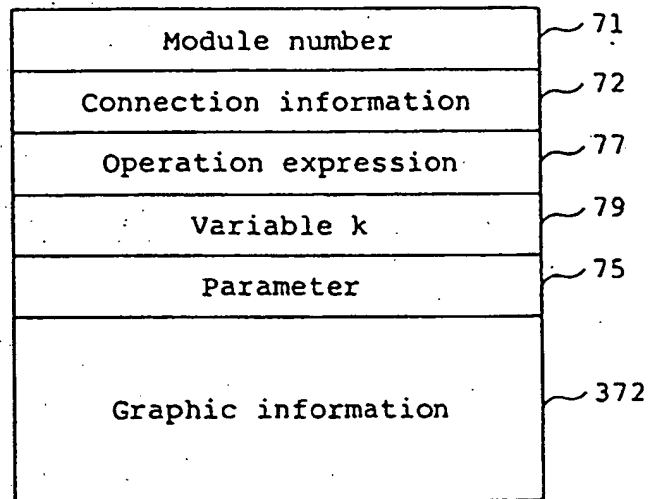 Module number 71
Connection information 72
Operation expression 77
Variable k 79
Parameter 75
Graphic information 372